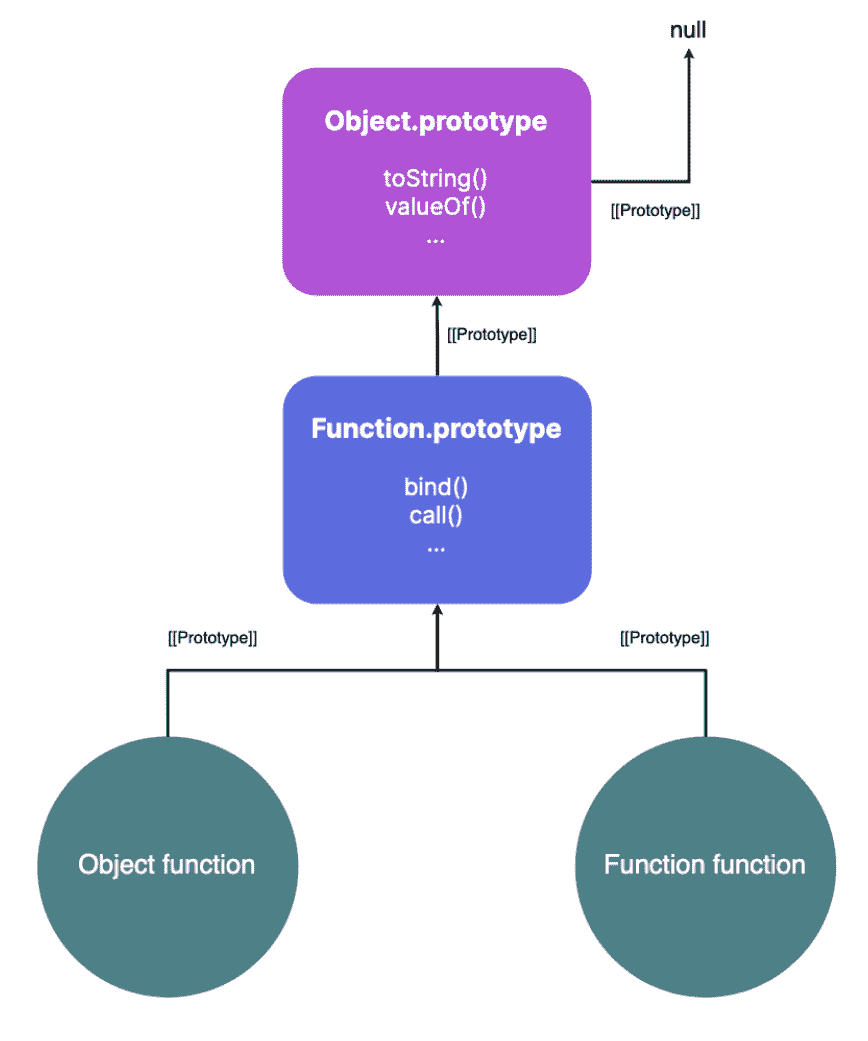 null
Object.prototype
toString()
valueOf()
...
[[Prototype]]
[[Prototype]]
Function.prototype
bind()
call()
...
[[Prototype]]
[[Prototype]]
Object function
Function function